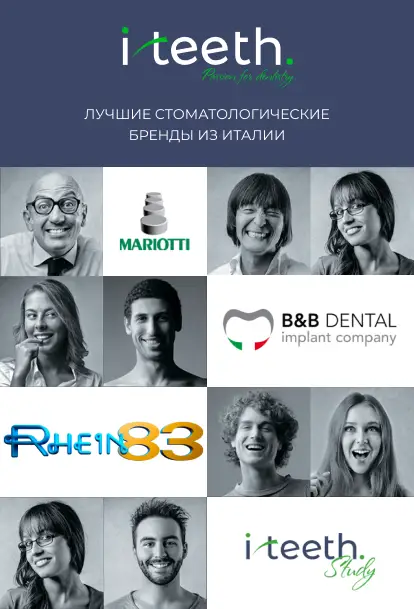 i-teeth.
Passion for dentistry
ЛУЧШИЕ СТОМАТОЛОГИЧЕСКИЕ
БРЕНДЫ ИЗ ИТАЛИИ
MARIOTTI
B&B DENTAL
implant company
RHEIN83
i-teeth.
Study